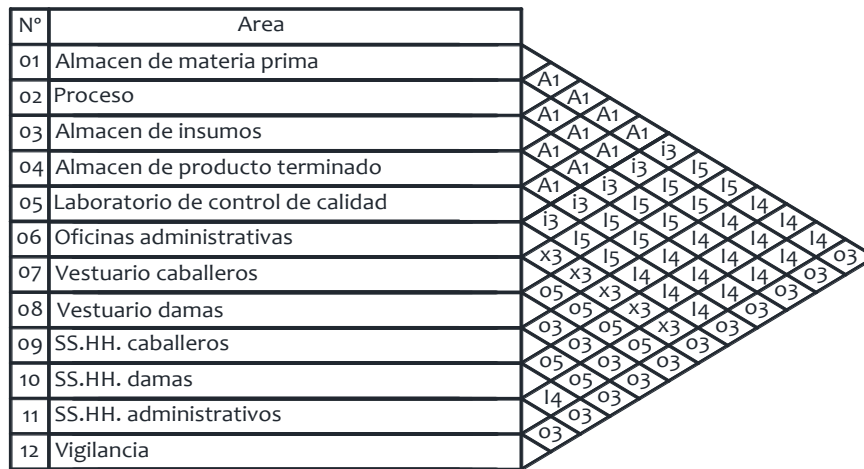 N° Area
01 Almacen de materia prima
02 Proceso
03 Almacen de insumos
04 Almacen de producto terminado
05 Laboratorio de control de calidad
06 Oficinas administrativas
07 Vestuario caballeros
08 Vestuario damas
09 SS.HH. caballeros
10 SS.HH. damas
11 SS.HH. administrativos
12 Vigilancia
A1
A1
A1 A1
A1 A1
A1 A1 i3
A1 i3 I5
A1 i3 I5 I5
i3 I5 I5 I4
i3 I5 I5 I4 I4
I5 I5 I4 I4 I4
x3 I5 I4 I4 I4 o3
x3 I4 I4 I4 o3
o5 x3 I4 I4 o3
o5 x3 I4 o3
o3 o5 x3 o3
o3 o5 o3
o5 o3 o3
o5 o3
I4 o3
o3
o3